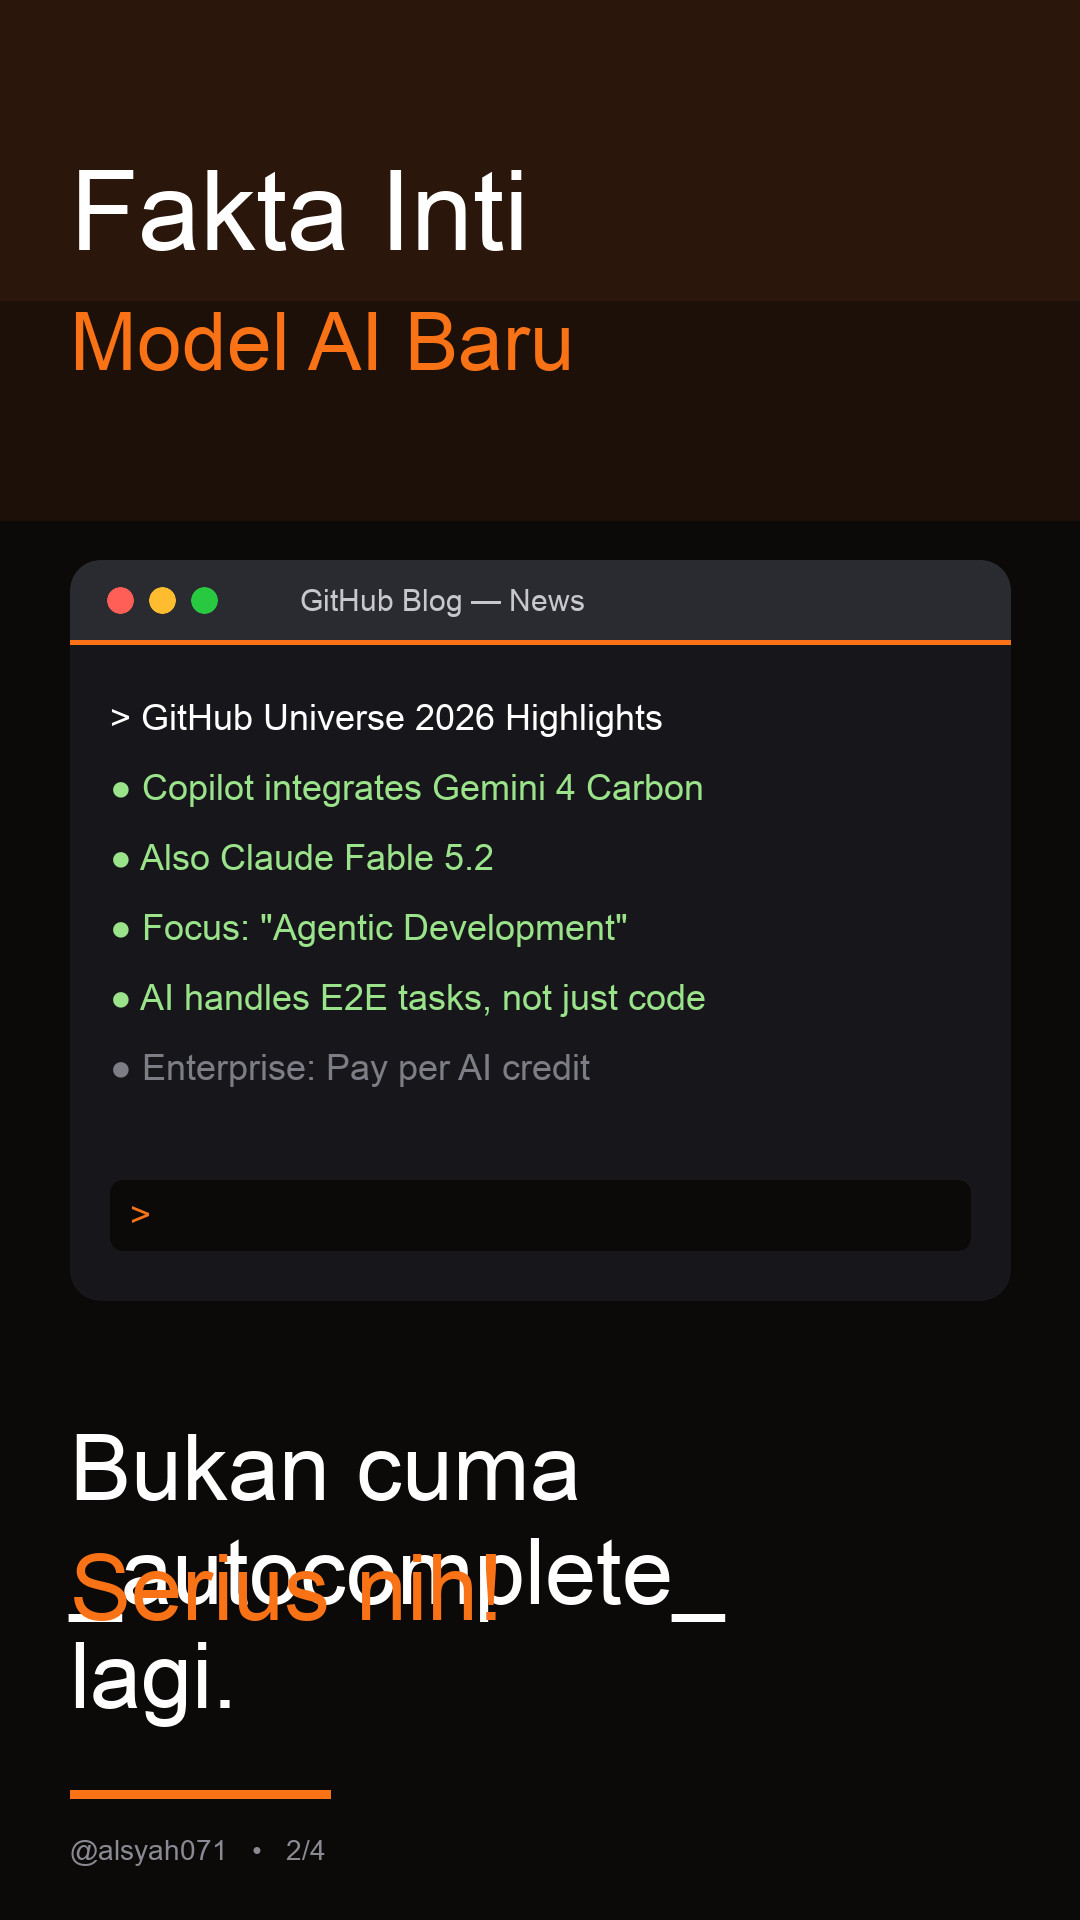 Fakta Inti
Model AI Baru
GitHub Blog — News
> GitHub Universe 2026 Highlights
● Copilot integrates Gemini 4 Carbon
● Also Claude Fable 5.2
● Focus: "Agentic Development"
● AI handles E2E tasks, not just code
● Enterprise: Pay per AI credit
>
Bukan cuma
_autocomplete_
Serius nih!
lagi.
@alsyah071 • 2/4